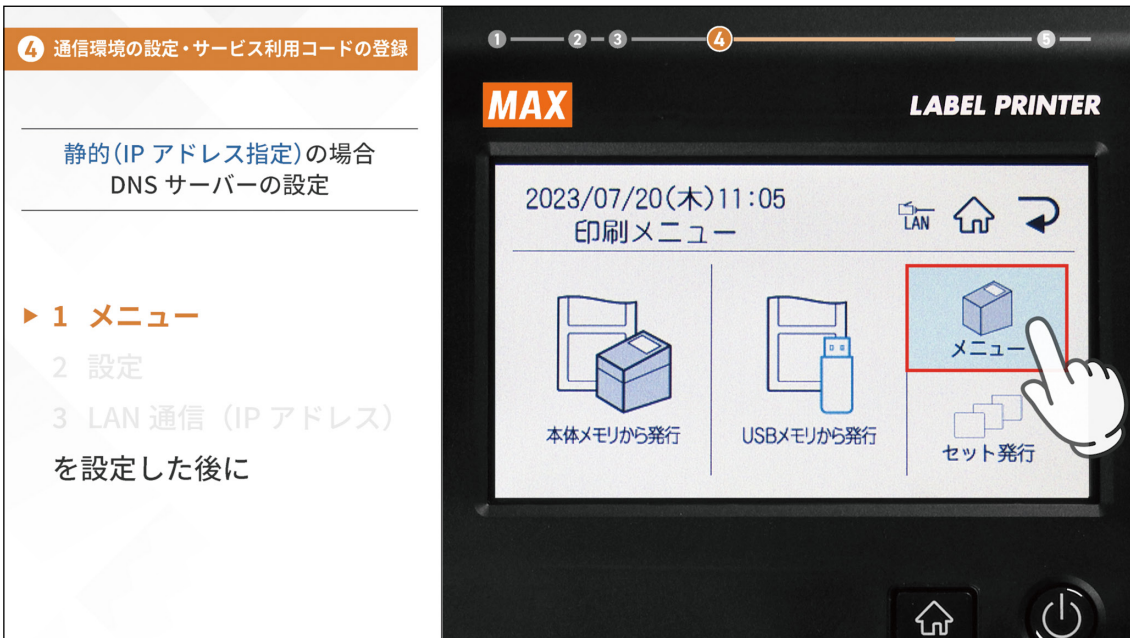 4 通信環境の設定・サービス利用コードの登録
静的(IP アドレス指定)の場合
DNS サーバーの設定
1 メニュー
2 設定
3 LAN 通信（IP アドレス）
を設定した後に
1 2 3 4 5
MAX
LABEL PRINTER
2023/07/20(木)11:05
印刷メニュー
LAN
本体メモリから発行
USBメモリから発行
メニュー
セット発行